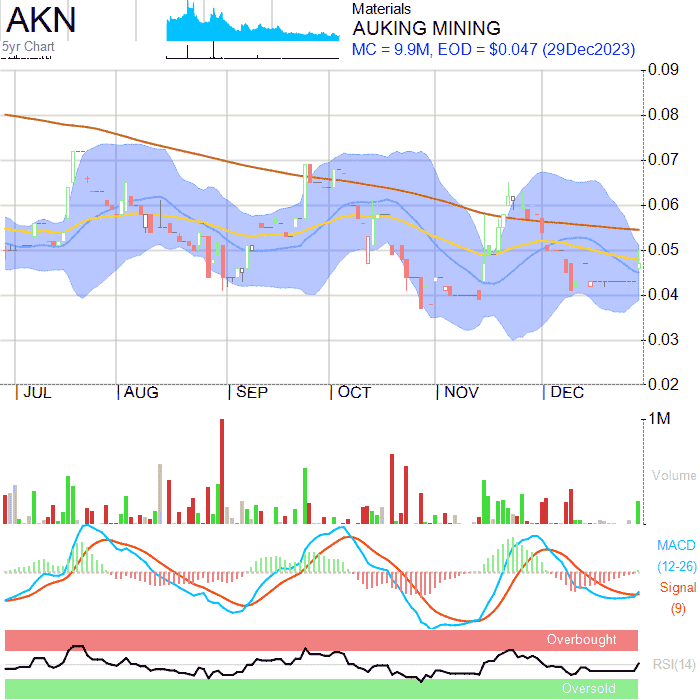 AKN
5yr Chart
Materials
AUKING MINING
MC = 9.9M, EOD = $0.047 (29Dec2023)
0.09
0.08
0.07
0.06
0.05
0.04
0.03
0.02
JUL AUG SEP OCT NOV DEC
1M
Volume
MACD
(12-26)
Signal
(9)
Overbought
RSI(14)
Oversold